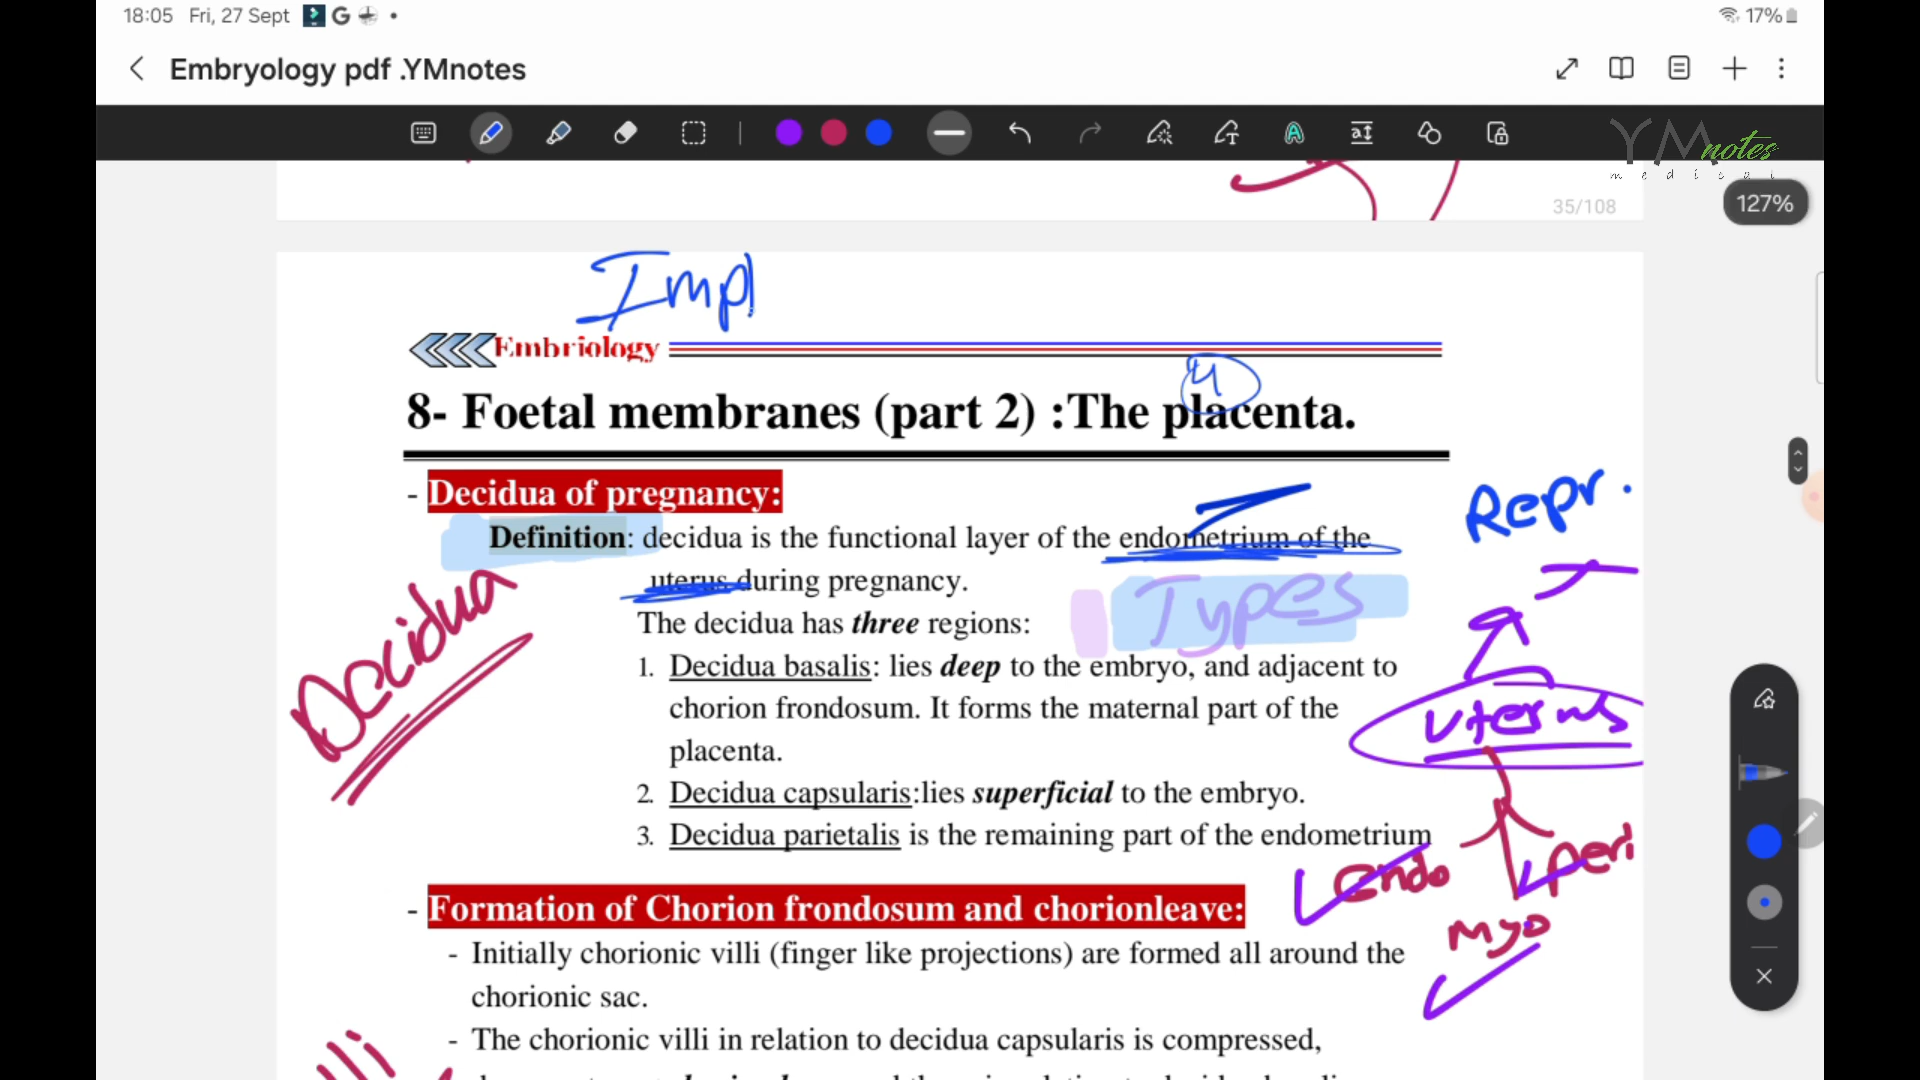 18:05 Fri, 27 Sept
17%
Embryology pdf .YMnotes
YM notes
medical
35/108
127%
Impl
Embriology
4
8- Foetal membranes (part 2) :The placenta.
- Decidua of pregnancy:
Repr.
Definition: decidua is the functional layer of the endometrium of the
uterus during pregnancy.
Types
Decidua
The decidua has three regions:
1. Decidua basalis: lies deep to the embryo, and adjacent to
chorion frondosum. It forms the maternal part of the
placenta.
Uterus
2. Decidua capsularis:lies superficial to the embryo.
3. Decidua parietalis is the remaining part of the endometrium
endo
peri
myo
- Formation of Chorion frondosum and chorionleave:
- Initially chorionic villi (finger like projections) are formed all around the
chorionic sac.
- The chorionic villi in relation to decidua capsularis is compressed,